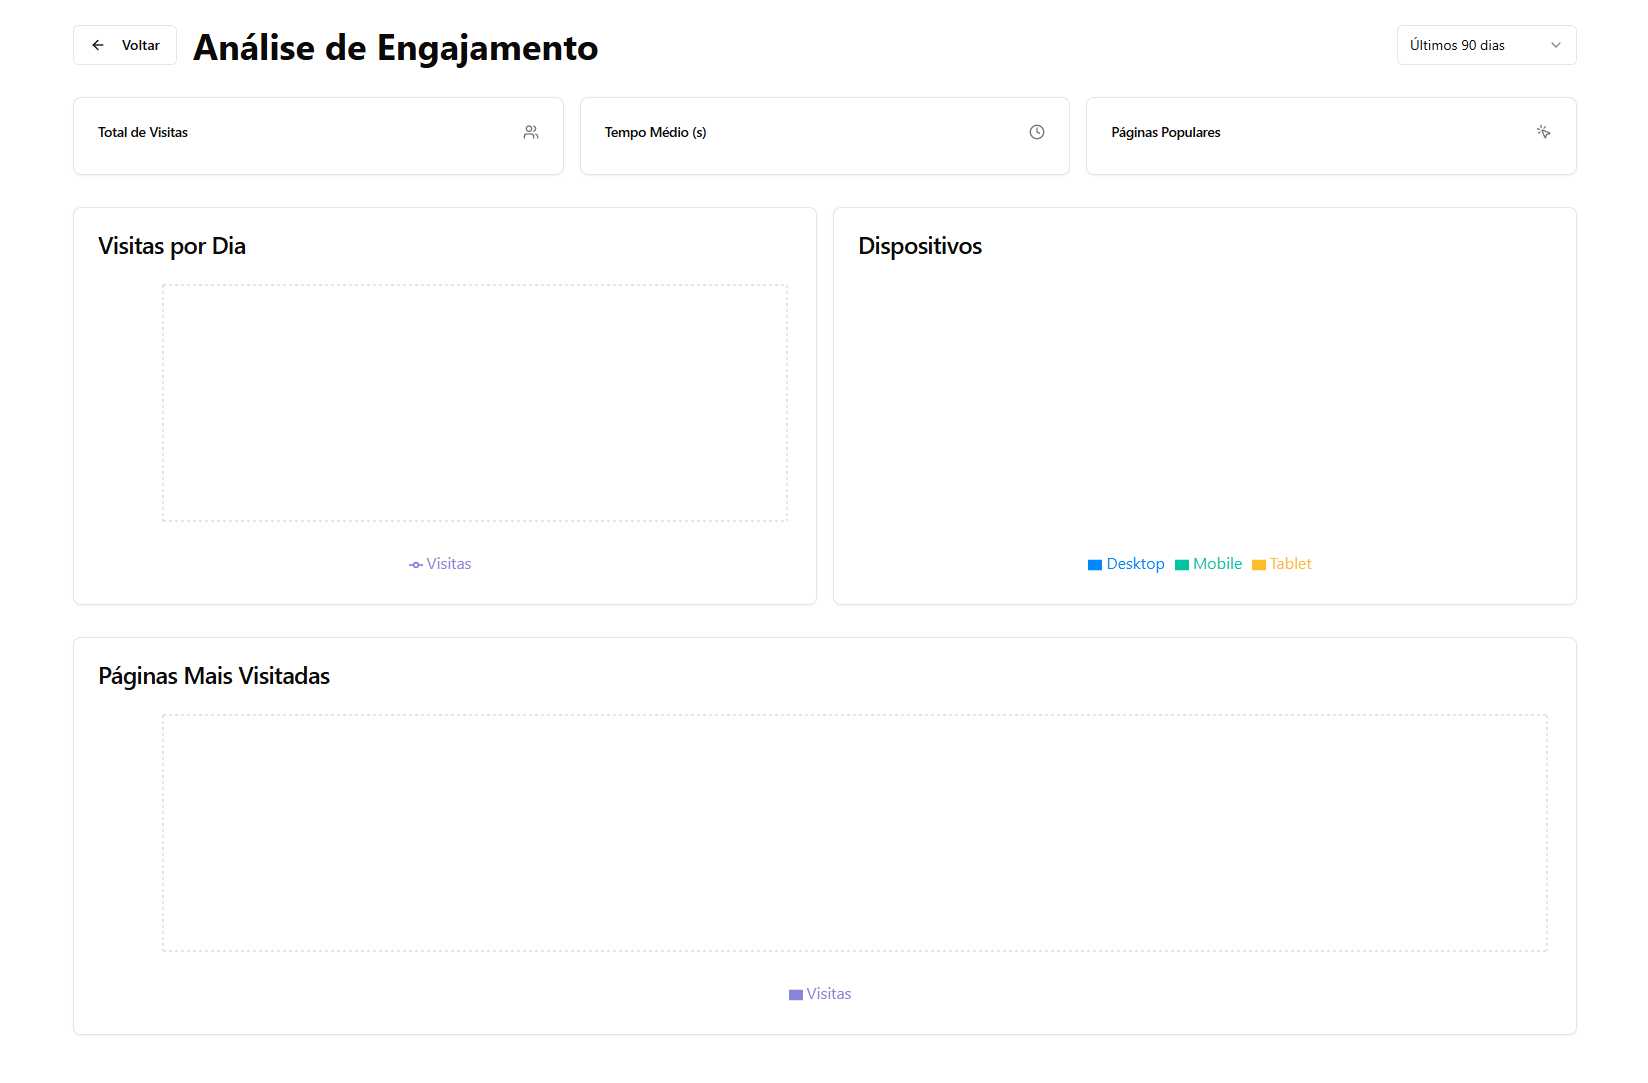 Voltar
Análise de Engajamento
Últimos 90 dias
Total de Visitas
Tempo Médio (s)
Páginas Populares
Visitas por Dia
Visitas
Dispositivos
Desktop Mobile Tablet
Páginas Mais Visitadas
Visitas